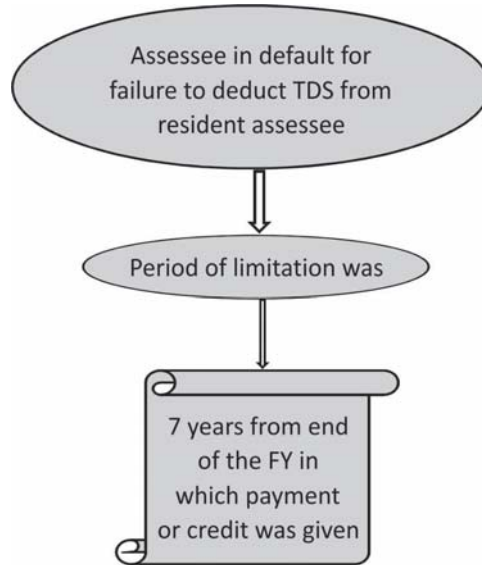 Assessee in default for
failure to deduct TDS from
resident assessee
Period of limitation was
7 years from end
of the FY in
which payment
or credit was given